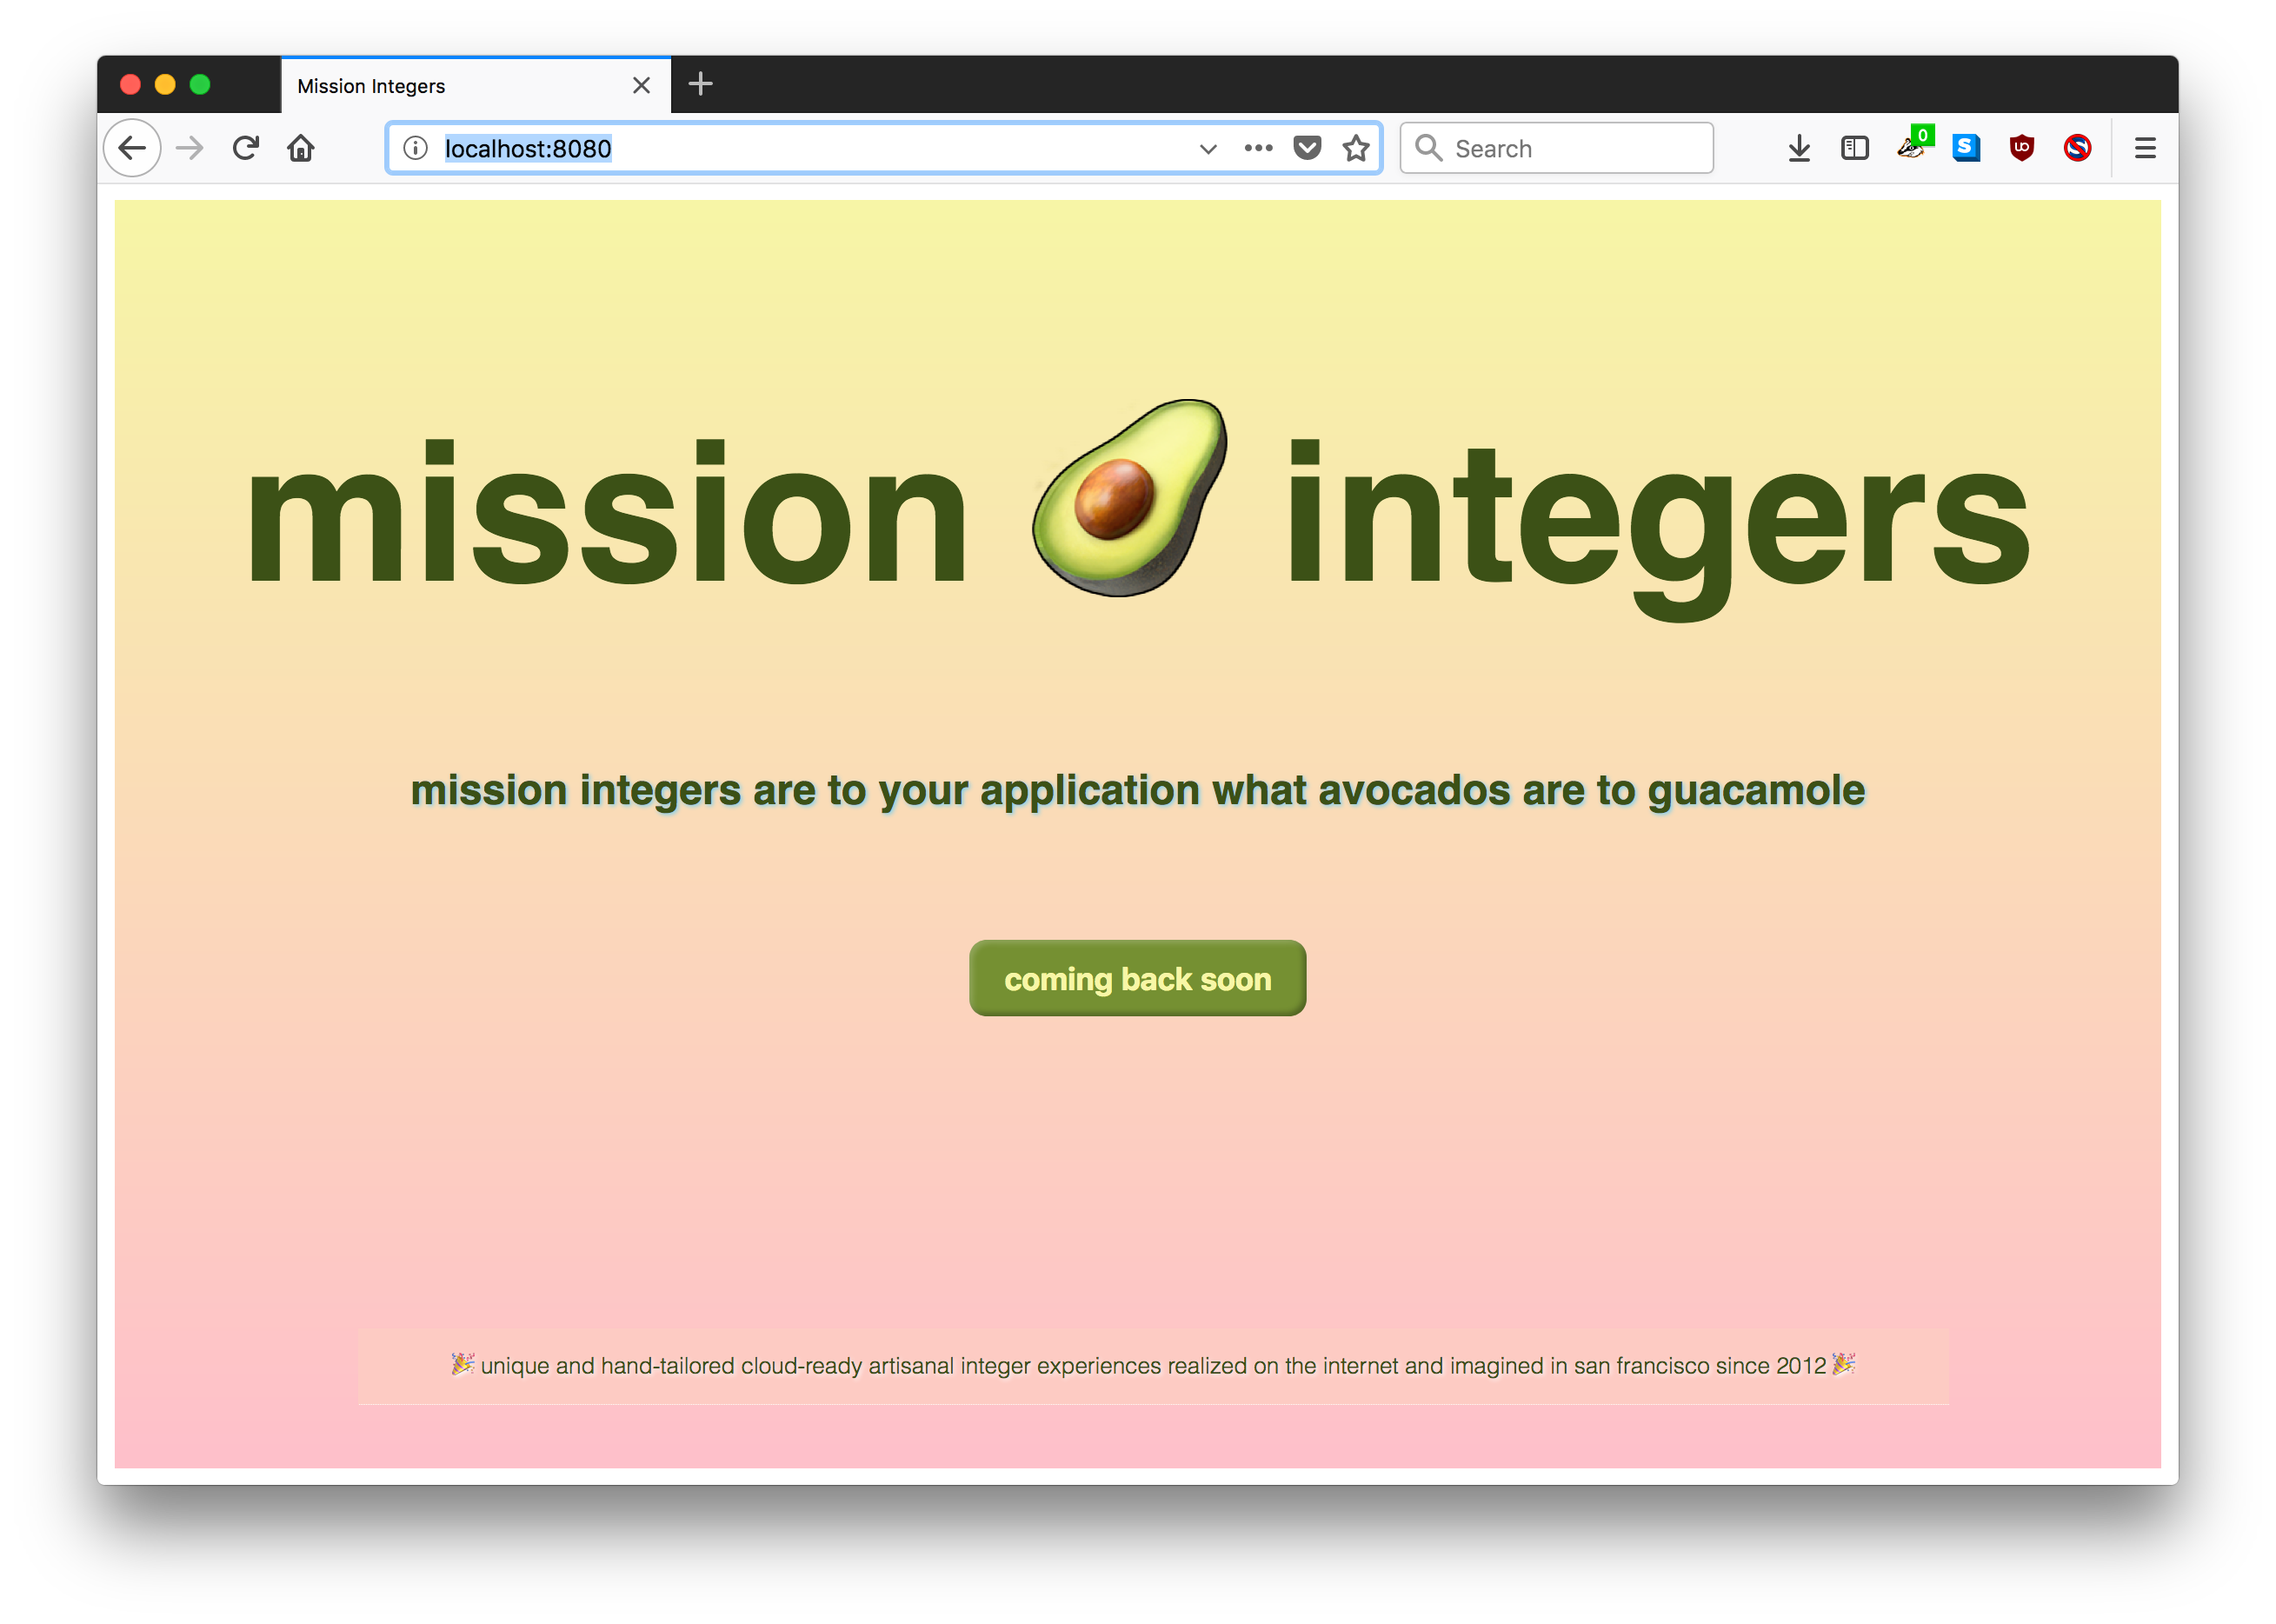 Mission Integers
localhost:8080
Search
0
S
uo
S
mission integers
mission integers are to your application what avocados are to guacamole
coming back soon
unique and hand-tailored cloud-ready artisanal integer experiences realized on the internet and imagined in san francisco since 2012